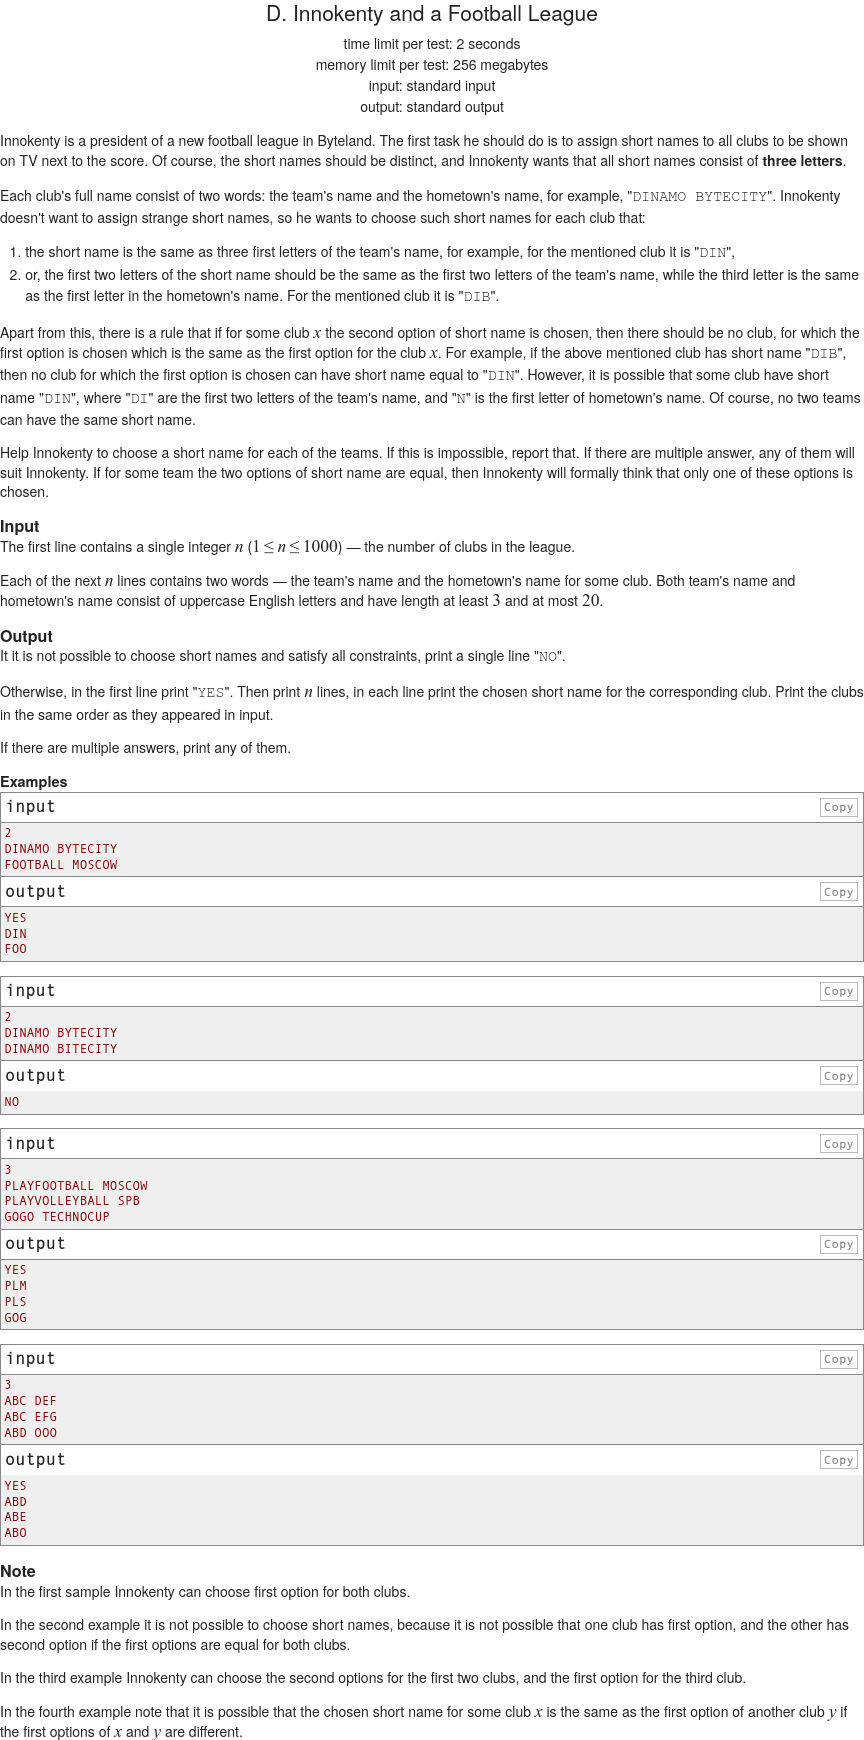 D. Innokenty and a Football League
time limit per test: 2 seconds
memory limit per test: 256 megabytes
input: standard input
output: standard output
Innokenty is a president of a new football league in Byteland. The first task he should do is to assign short names to all clubs to be shown
on TV next to the score. Of course, the short names should be distinct, and Innokenty wants that all short names consist of three letters.
Each club's full name consist of two words: the team's name and the hometown's name, for example, "DINAMO BYTECITY". Innokenty
doesn't want to assign strange short names, so he wants to choose such short names for each club that:
1. the short name is the same as three first letters of the team's name, for example, for the mentioned club it is "DIN",
2. or, the first two letters of the short name should be the same as the first two letters of the team's name, while the third letter is the same
as the first letter in the hometown's name. For the mentioned club it is "DIB".
Apart from this, there is a rule that if for some club x the second option of short name is chosen, then there should be no club, for which the
first option is chosen which is the same as the first option for the club x. For example, if the above mentioned club has short name "DIB",
then no club for which the first option is chosen can have short name equal to "DIN". However, it is possible that some club have short
name "DIN", where "DI" are the first two letters of the team's name, and "N" is the first letter of hometown's name. Of course, no two teams
can have the same short name.
Help Innokenty to choose a short name for each of the teams. If this is impossible, report that. If there are multiple answer, any of them will
suit Innokenty. If for some team the two options of short name are equal, then Innokenty will formally think that only one of these options is
chosen.
Input
The first line contains a single integer n (1 ≤ n ≤ 1000) — the number of clubs in the league.
Each of the next n lines contains two words — the team's name and the hometown's name for some club. Both team's name and
hometown's name consist of uppercase English letters and have length at least 3 and at most 20.
Output
It it is not possible to choose short names and satisfy all constraints, print a single line "NO".
Otherwise, in the first line print "YES". Then print n lines, in each line print the chosen short name for the corresponding club. Print the clubs
in the same order as they appeared in input.
If there are multiple answers, print any of them.
Examples
input Copy
2
DINAMO BYTECITY
FOOTBALL MOSCOW
output Copy
YES
DIN
FOO
input Copy
2
DINAMO BYTECITY
DINAMO BITECITY
output Copy
NO
input Copy
3
PLAYFOOTBALL MOSCOW
PLAYVOLLEYBALL SPB
GOGO TECHNOCUP
output Copy
YES
PLM
PLS
GOG
input Copy
3
ABC DEF
ABC EFG
ABD OOO
output Copy
YES
ABD
ABE
ABO
Note
In the first sample Innokenty can choose first option for both clubs.
In the second example it is not possible to choose short names, because it is not possible that one club has first option, and the other has
second option if the first options are equal for both clubs.
In the third example Innokenty can choose the second options for the first two clubs, and the first option for the third club.
In the fourth example note that it is possible that the chosen short name for some club x is the same as the first option of another club y if
the first options of x and y are different.